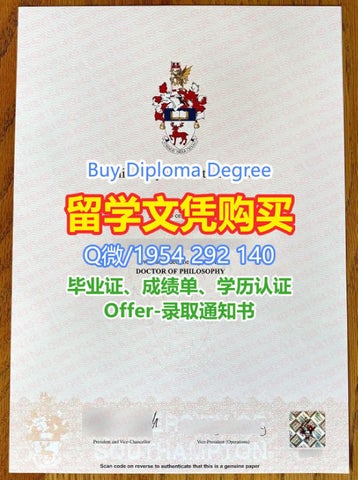 Buy Diploma Degree
留学文凭购买
Q微/1954 292 140
毕业证、成绩单、学历认证
DOCTOR OF PHILOSOPHY
Offer-录取通知书
President and Vice-Chancellor
Vice-President (Operations)
SOUTHAMPTON
Scan code on reverse to authenticate that this is a genuine paper